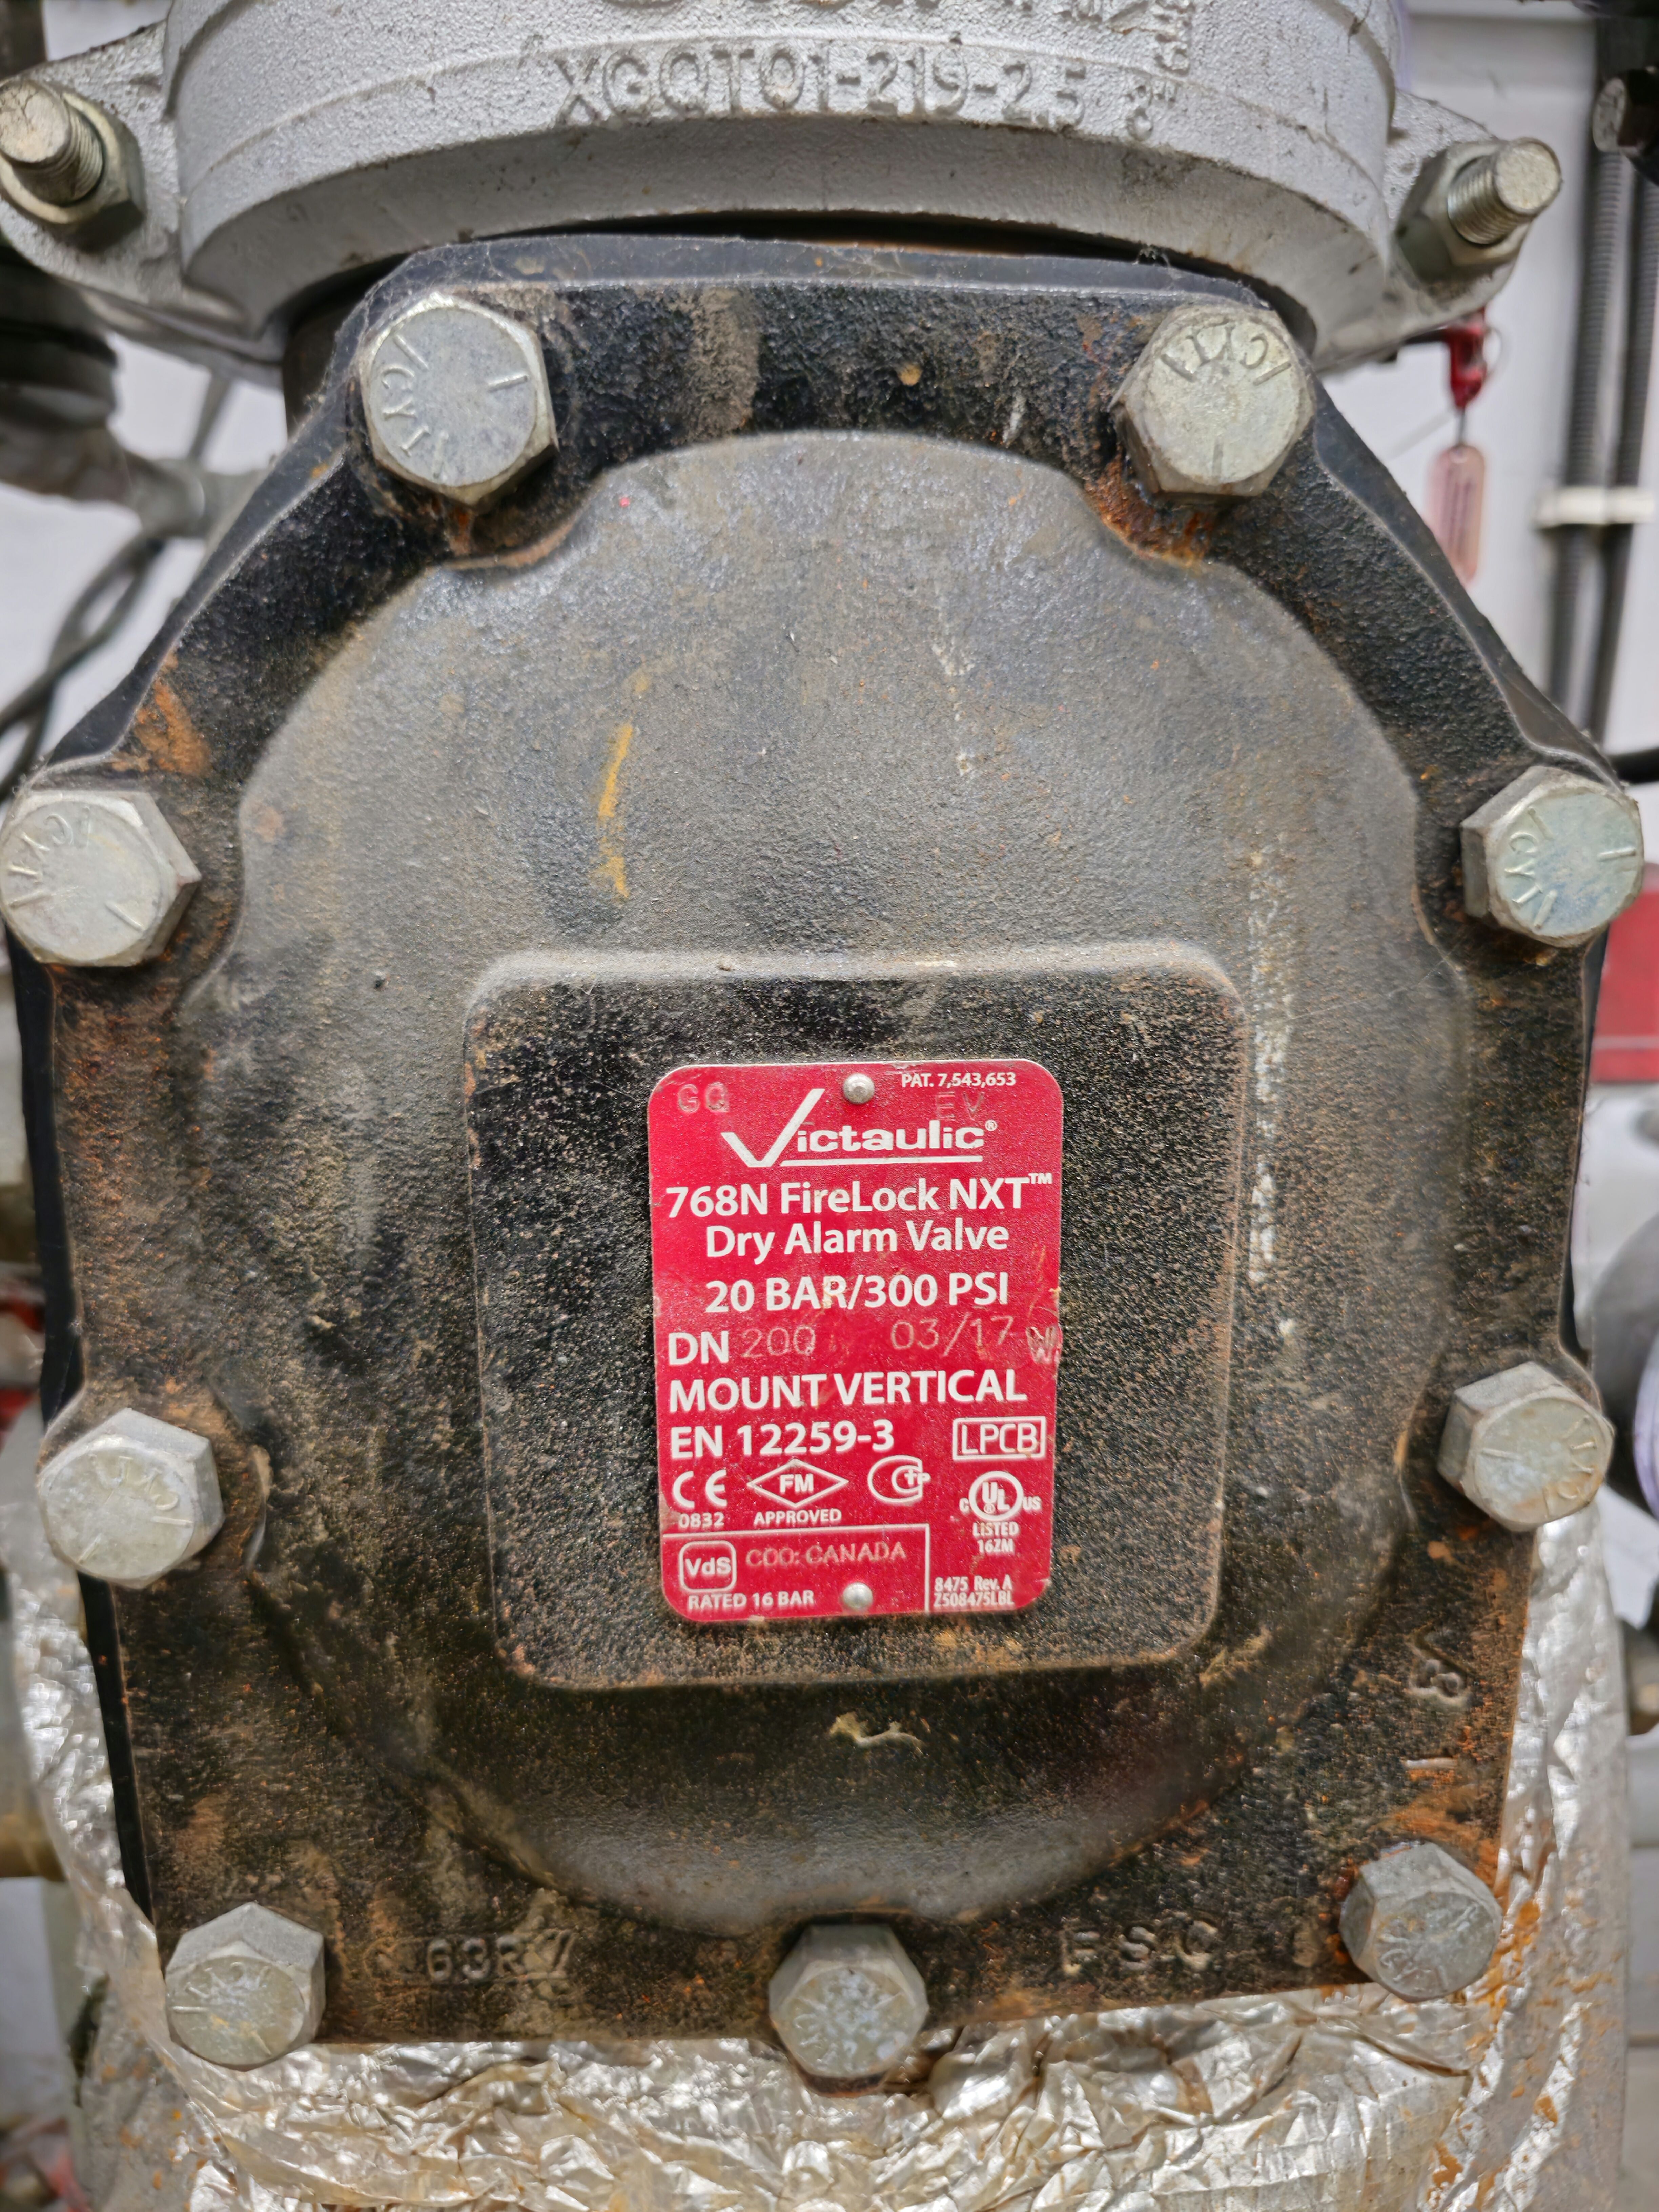 XGQT01-219-2.5
PAT. 7,543,653
GQ
EV
Victaulic®
768N FireLock NXT™
Dry Alarm Valve
20 BAR/300 PSI
DN 200 03/17
MOUNT VERTICAL
EN 12259-3 LPCB
CE FM
0832 APPROVED
C UL US
LISTED
16ZM
VdS COO: CANADA
RATED 16 BAR
8475 Rev. A
Z508475LBL
FSC